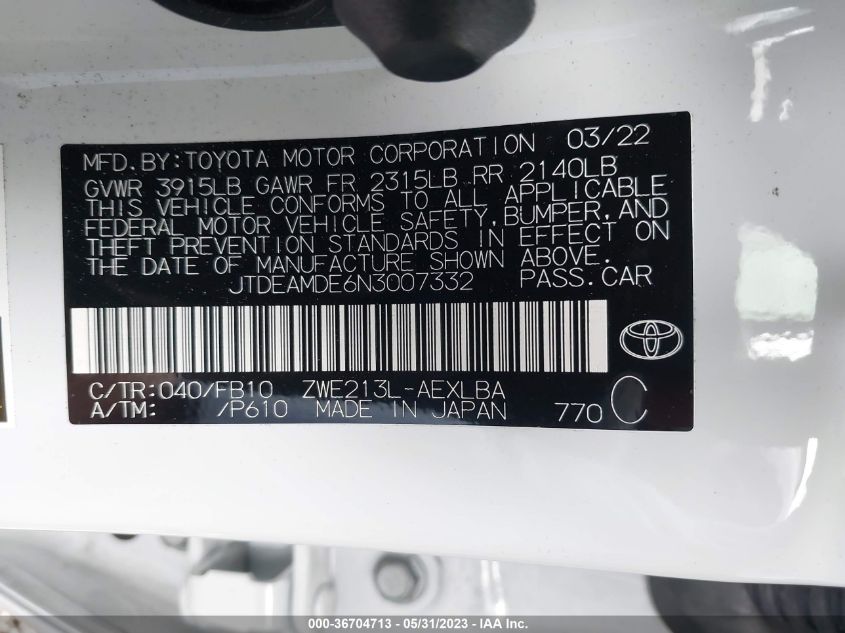 MFD.BY:TOYOTA MOTOR CORPORATION 03/22
GVWR 3915LB GAWR FR 2315LB RR 2140LB
THIS VEHICLE CONFORMS TO ALL APPLICABLE
FEDERAL MOTOR VEHICLE SAFETY,BUMPER,AND
THEFT PREVENTION STANDARDS IN EFFECT ON
THE DATE OF MANUFACTURE SHOWN ABOVE.
JTDEAMDE6N3007332 PASS.CAR
C/TR:040/FB10 ZWE213L-AEXLBA
A/TM: /P610 MADE IN JAPAN 770 C
000-36704713 - 05/31/2023 - IAA Inc.